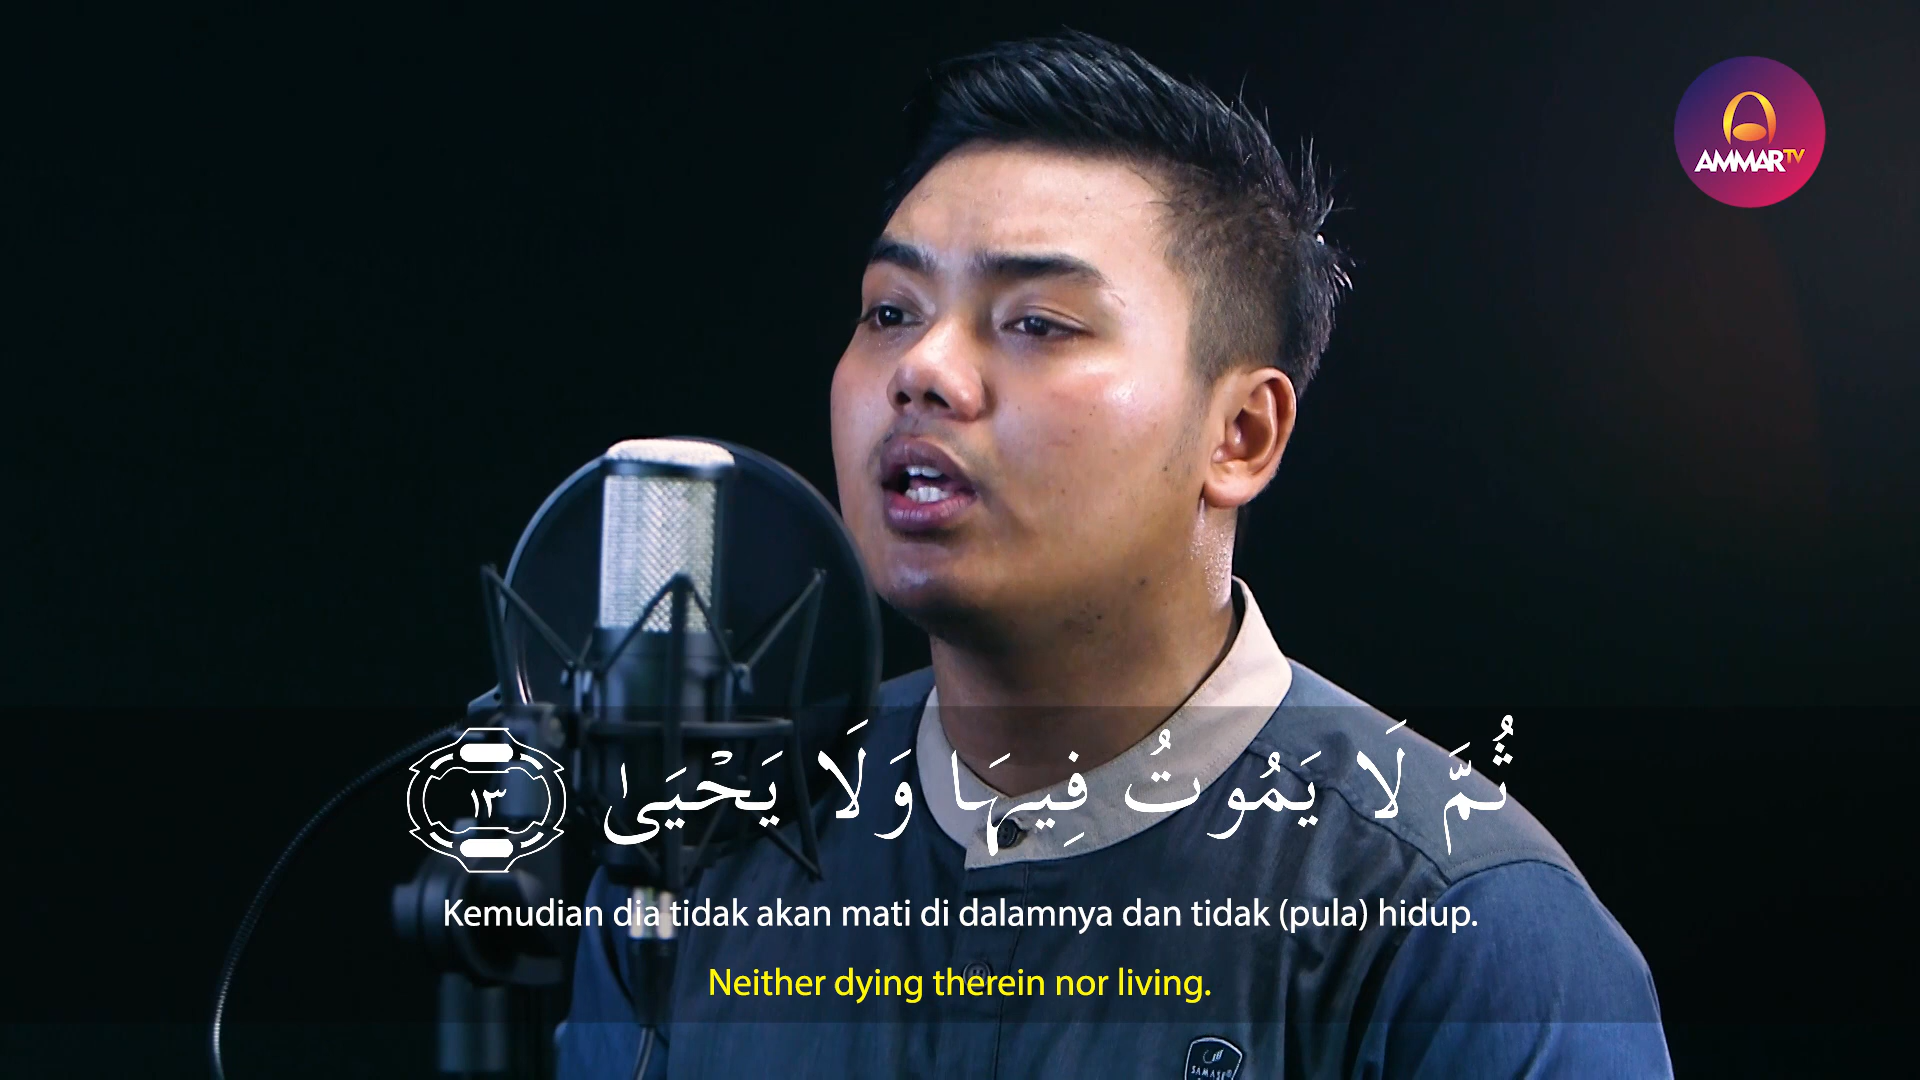 AMMARTV
ثُمَّ لَا يَمُوتُ فِيهَا وَلَا يَحْيَىٰ ١٣
Kemudian dia tidak akan mati di dalamnya dan tidak (pula) hidup.
Neither dying therein nor living.
SAMASE